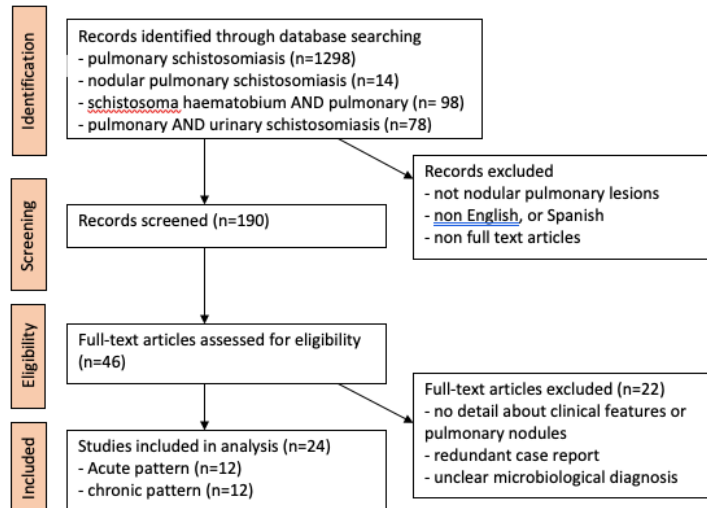 Identification
Records identified through database searching
- pulmonary schistosomiasis (n=1298)
- nodular pulmonary schistosomiasis (n=14)
- schistosoma haematobium AND pulmonary (n= 98)
- pulmonary AND urinary schistosomiasis (n=78)
Records excluded
- not nodular pulmonary lesions
- non English, or Spanish
- non full text articles
Screening
Records screened (n=190)
Eligibility
Full-text articles assessed for eligibility
(n=46)
Full-text articles excluded (n=22)
- no detail about clinical features or
pulmonary nodules
- redundant case report
- unclear microbiological diagnosis
Included
Studies included in analysis (n=24)
- Acute pattern (n=12)
- chronic pattern (n=12)